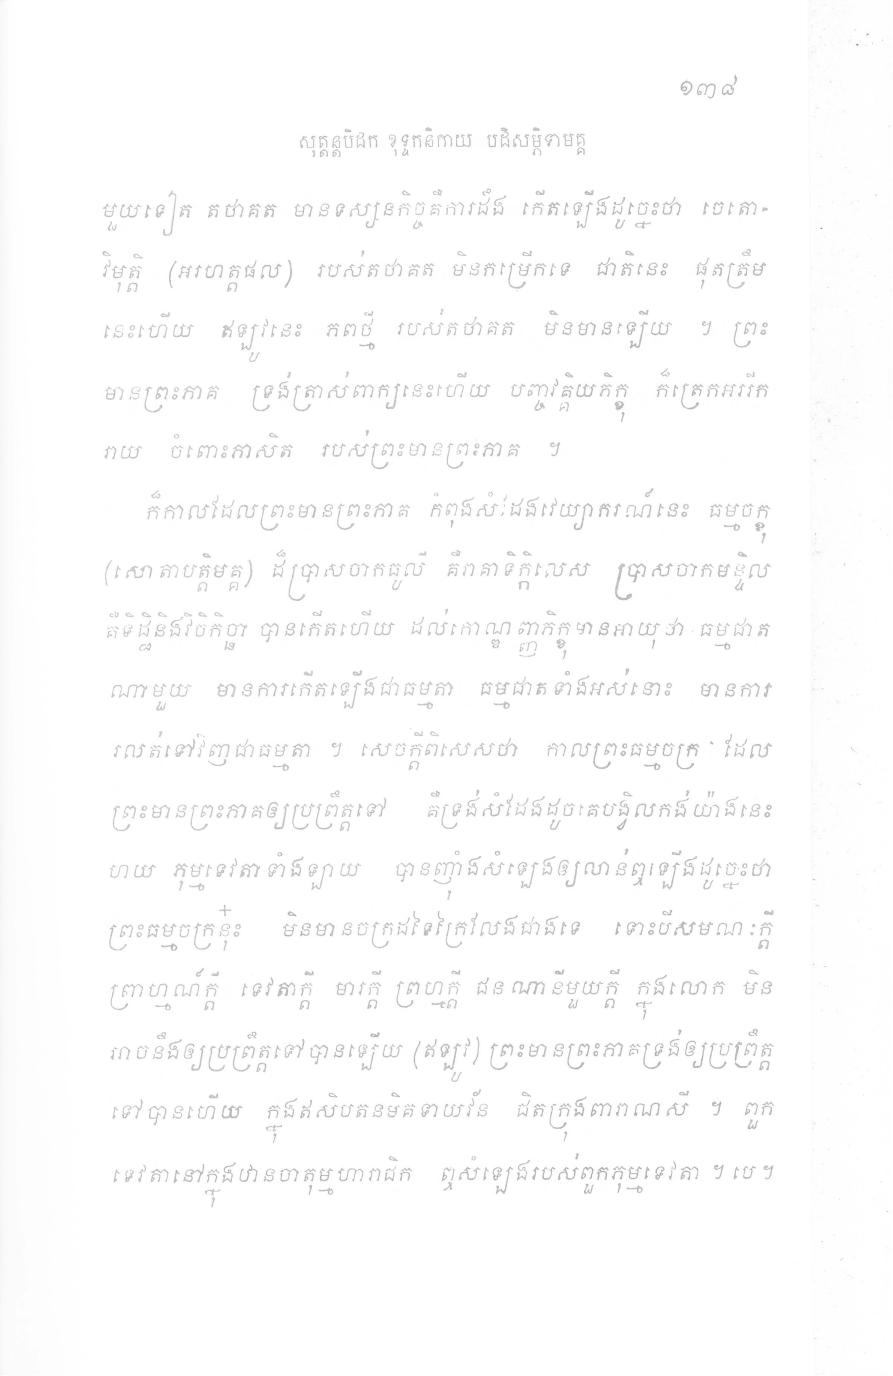 ១៣៨
សុត្តន្តបិដក ខុទ្ទកនិកាយ បដិសម្ភិទាមគ្គ
មួយទៀត តថាគត មានទស្សនកិច្ចគឺការដឹង កើតឡើងដូច្នេះថា ចេតោ-
វិមុត្តិ (អរហត្តផល) របស់តថាគត មិនកម្រើកទេ ជាតិនេះ ផុតត្រឹម
នេះហើយ ឥឡូវនេះ ភពថ្មី របស់តថាគត មិនមានឡើយ ។ ព្រះ
មានព្រះភាគ ទ្រង់ត្រាស់ពាក្យនេះហើយ បញ្ចវគ្គិយភិក្ខុ ក៏ត្រេកអររីក
រាយ ចំពោះភាសិត របស់ព្រះមានព្រះភាគ ។
ក៏កាលដែលព្រះមានព្រះភាគ កំពុងសំដែងវេយ្យាករណ៍នេះ ធម្មចក្ខុ
(សោតាបត្តិមគ្គ) ដ៏ប្រាសចាកធូលី គឺរាគាទិក្កិលេស ប្រាសចាកមន្ទិល
គឺទិដ្ឋិនិងវិចិកិច្ឆា បានកើតហើយ ដល់កោណ្ឌញ្ញភិក្ខុមានអាយុថា ធម្មជាត
ណាមួយ មានការកើតឡើងជាធម្មតា ធម្មជាតទាំងអស់នោះ មានការ
រលត់ទៅវិញជាធម្មតា ។ សេចក្តីពិសេសថា កាលព្រះធម្មចក្រ ដែល
ព្រះមានព្រះភាគឲ្យប្រព្រឹត្តទៅ គឺទ្រង់សំដែងដូចគេបង្វិលកង់យ៉ាងនេះ
ហើយ ភុម្មទេវតាទាំងឡាយ បានញ៉ាំងសំឡេងឲ្យលាន់ឮឡើងដូច្នេះថា
ព្រះធម្មចក្រនុ៎ះ មិនមានចក្រដទៃក្រៃលែងជាងទេ ទោះបីសមណៈក្តី
ព្រាហ្មណ៍ក្តី ទេវតាក្តី មារក្តី ព្រហ្មក្តី ជនណានីមួយក្តី ក្នុងលោក មិន
អាចនឹងឲ្យប្រព្រឹត្តទៅបានឡើយ (ឥឡូវ) ព្រះមានព្រះភាគទ្រង់ឲ្យប្រព្រឹត្ត
ទៅបានហើយ ក្នុងឥសិបតនមិគទាយវ័ន ជិតក្រុងពារាណសី ។ ពួក
ទេវតានៅក្នុងឋានចាតុម្មហារាជិក ឮសំឡេងរបស់ពួកភុម្មទេវតា ។ បេ ។